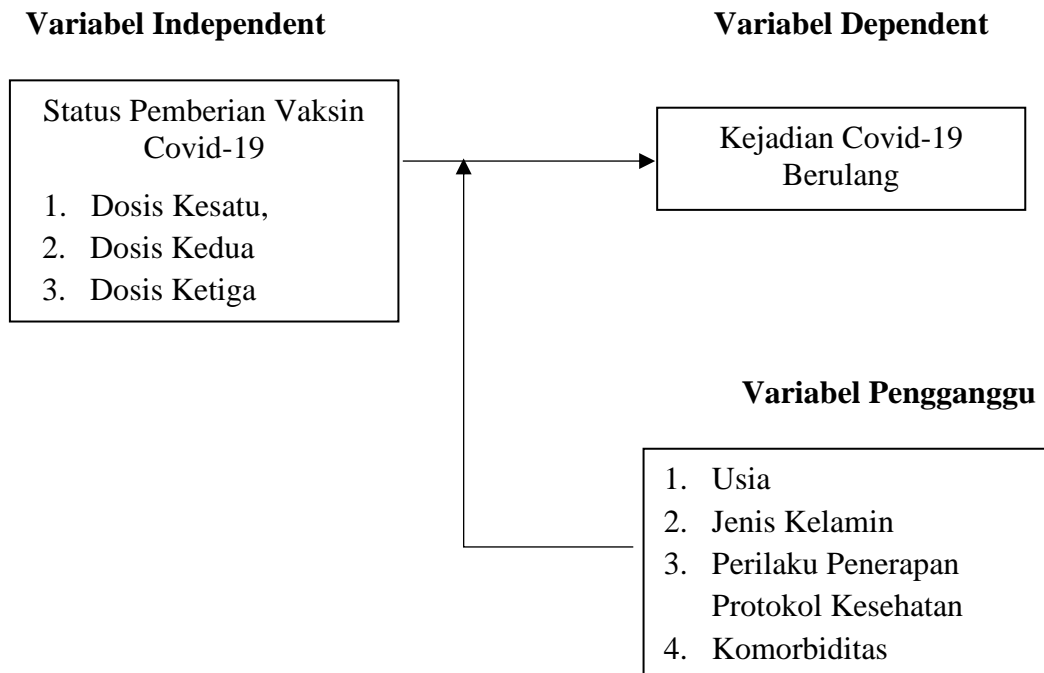 Variabel Independent
Variabel Dependent
Status Pemberian Vaksin
Covid-19
1. Dosis Kesatu,
2. Dosis Kedua
3. Dosis Ketiga
Kejadian Covid-19
Berulang
Variabel Pengganggu
1. Usia
2. Jenis Kelamin
3. Perilaku Penerapan
Protokol Kesehatan
4. Komorbiditas